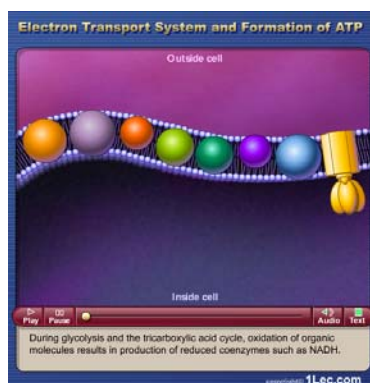 Electron Transport System and Formation of ATP
Outside cell
Inside cell
Play Pause Audio Text
During glycolysis and the tricarboxylic acid cycle, oxidation of organic
molecules results in production of reduced coenzymes such as NADH.
1Lec.com